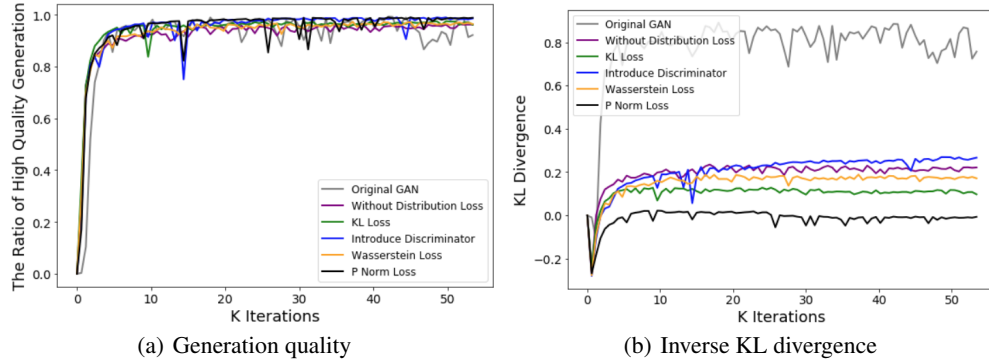 The Ratio of High Quality Generation
1.0
0.8
0.6
0.4
0.2
0.0
Original GAN
Without Distribution Loss
KL Loss
Introduce Discriminator
Wasserstein Loss
P Norm Loss
0 10 20 30 40 50
K Iterations
(a) Generation quality
KL Divergence
0.8
0.6
0.4
0.2
0.0
−0.2
Original GAN
Without Distribution Loss
KL Loss
Introduce Discriminator
Wasserstein Loss
P Norm Loss
0 10 20 30 40 50
K Iterations
(b) Inverse KL divergence